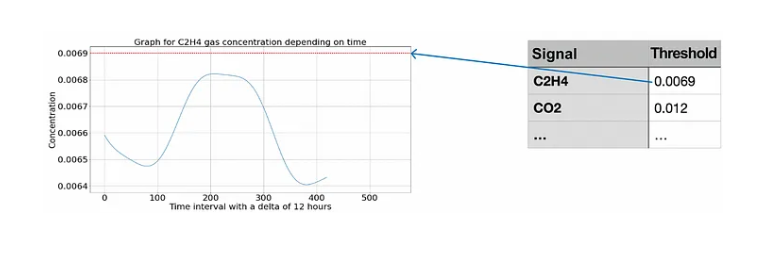 Graph for C2H4 gas concentration depending on time
0.0069
0.0068
0.0067
0.0066
0.0065
0.0064
Concentration
0 100 200 300 400 500
Time interval with a delta of 12 hours
Signal Threshold
C2H4 0.0069
CO2 0.012
... ...